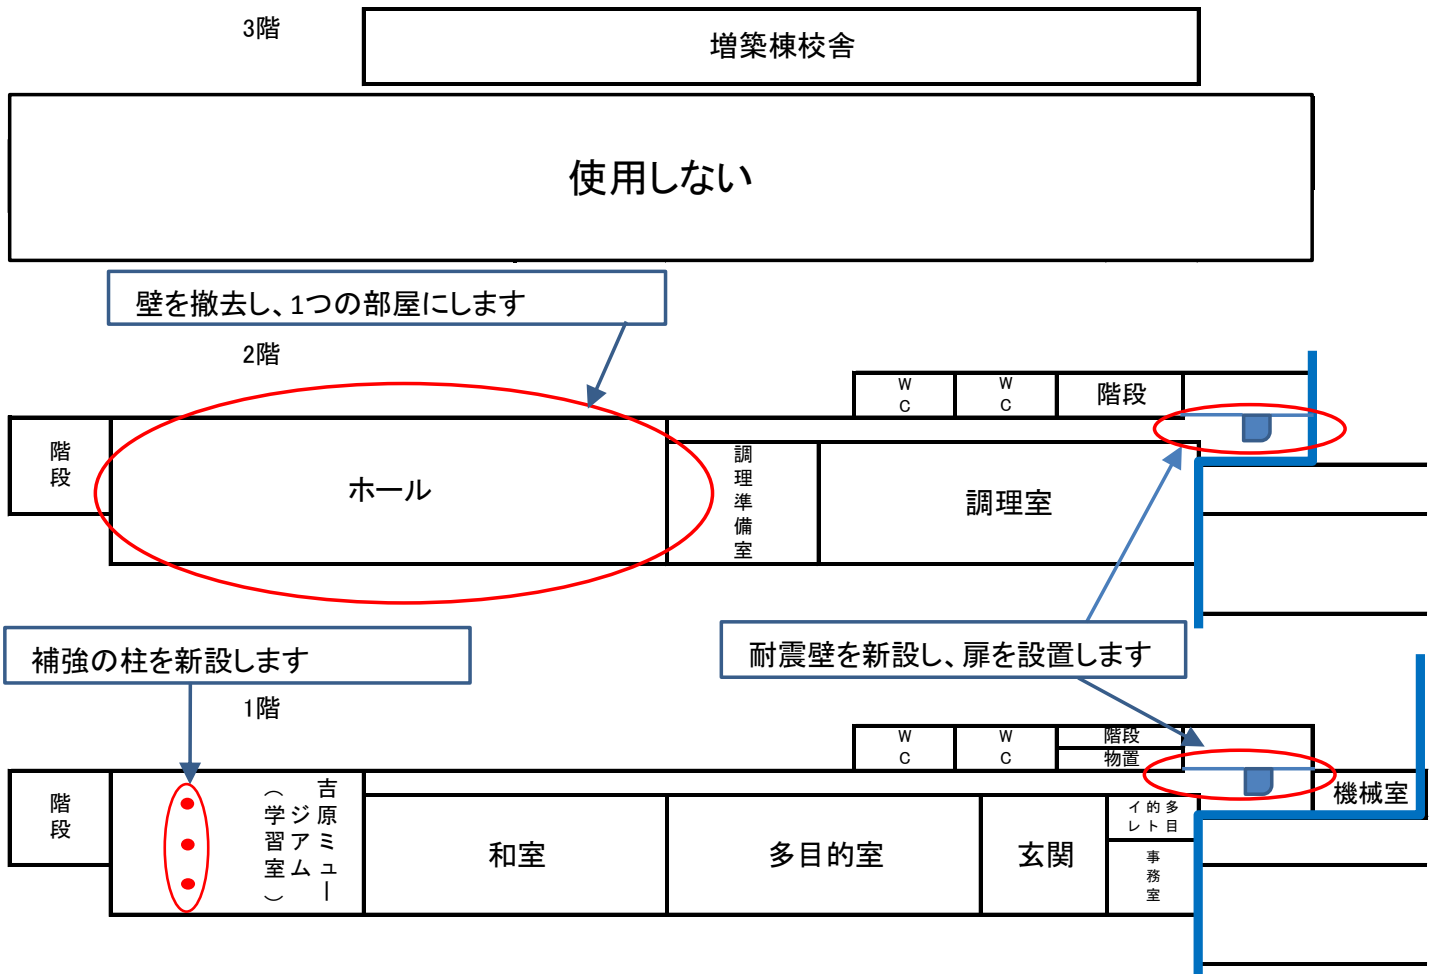 3階
増築棟校舎
使用しない
壁を撤去し、1つの部屋にします
2階
WC
WC
階段
階段
ホール
調理準備室
調理室
補強の柱を新設します
耐震壁を新設し、扉を設置します
1階
WC
WC
階段
物置
階段
吉原ミュージアム
（学習室）
和室
多目的室
玄関
多目的トイレ
事務室
機械室